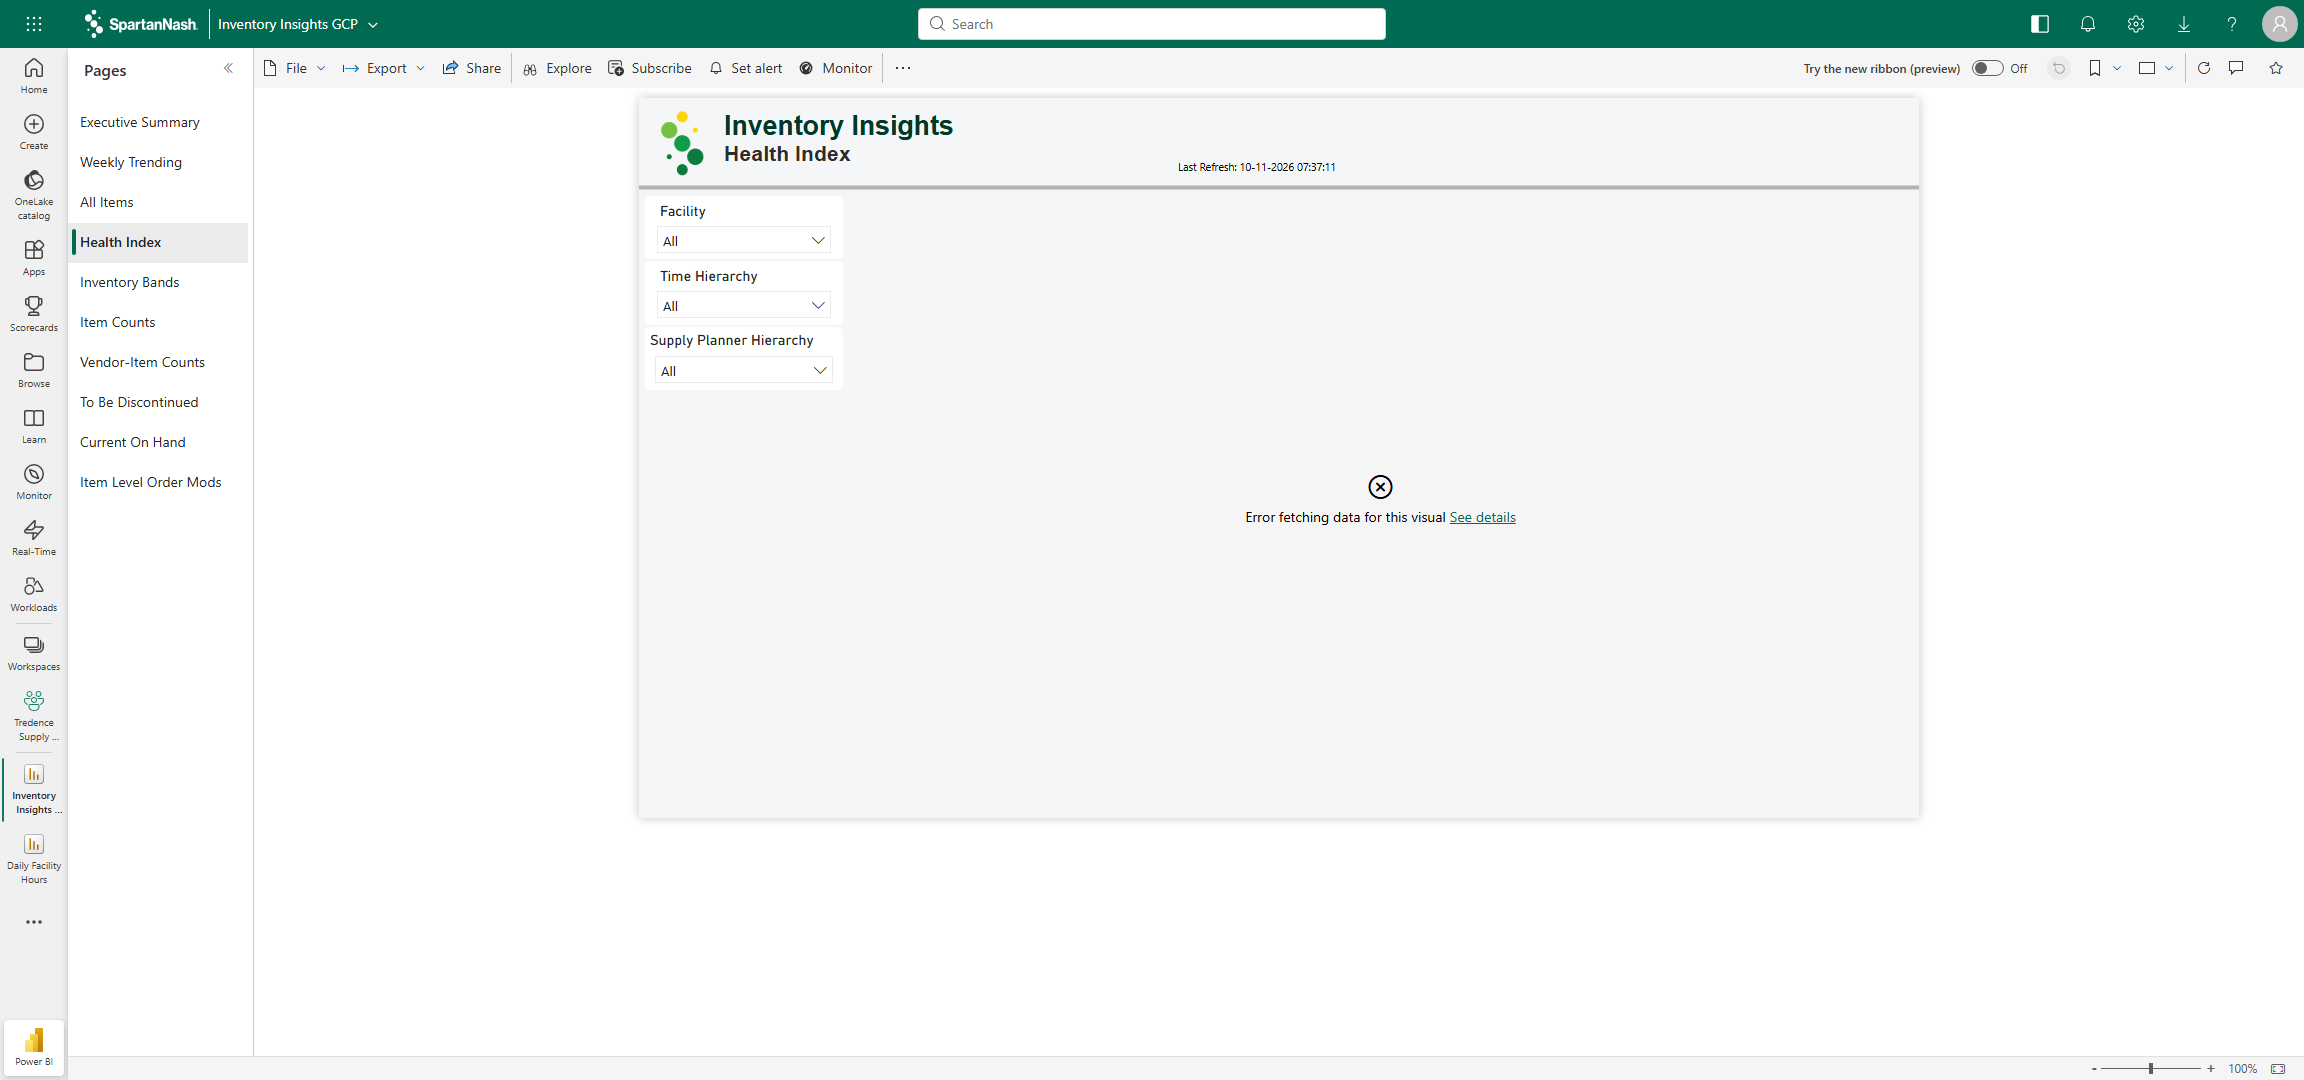 SpartanNash
Inventory Insights GCP
Search
Home
Create
OneLake
catalog
Apps
Scorecards
Browse
Learn
Monitor
Real-Time
Workloads
Workspaces
Tredence
Supply ...
Inventory
Insights ...
Daily Facility
Hours
Power BI
Pages
Executive Summary
Weekly Trending
All Items
Health Index
Inventory Bands
Item Counts
Vendor-Item Counts
To Be Discontinued
Current On Hand
Item Level Order Mods
File
Export
Share
Explore
Subscribe
Set alert
Monitor
Try the new ribbon (preview)
Off
Inventory Insights
Health Index
Last Refresh: 10-11-2026 07:37:11
Facility
All
Time Hierarchy
All
Supply Planner Hierarchy
All
Error fetching data for this visual See details
- + 100%